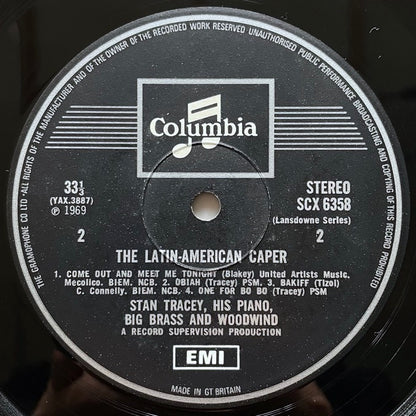 THE GRAMOPHONE CO LTD • ALL RIGHTS OF THE MANUFACTURER AND OF THE OWNER OF THE RECORDED WORK RESERVED UNAUTHORISED PUBLIC PERFORMANCE BROADCASTING AND COPYING OF THIS RECORD PROHIBITED
Columbia
33⅓
(YAX.3887)
℗ 1969
2
STEREO
SCX 6358
(Lansdowne Series)
2
THE LATIN-AMERICAN CAPER
1. COME OUT AND MEET ME TONIGHT (Blakey) United Artists Music.
Mecolico. BIEM. NCB. 2. OBIAH (Tracey) PSM. 3. BAKIFF (Tizol)
C. Connelly. BIEM. NCB. 4. ONE FOR BO BO (Tracey) PSM
STAN TRACEY, HIS PIANO,
BIG BRASS AND WOODWIND
A RECORD SUPERVISION PRODUCTION
EMI
MADE IN GT BRITAIN